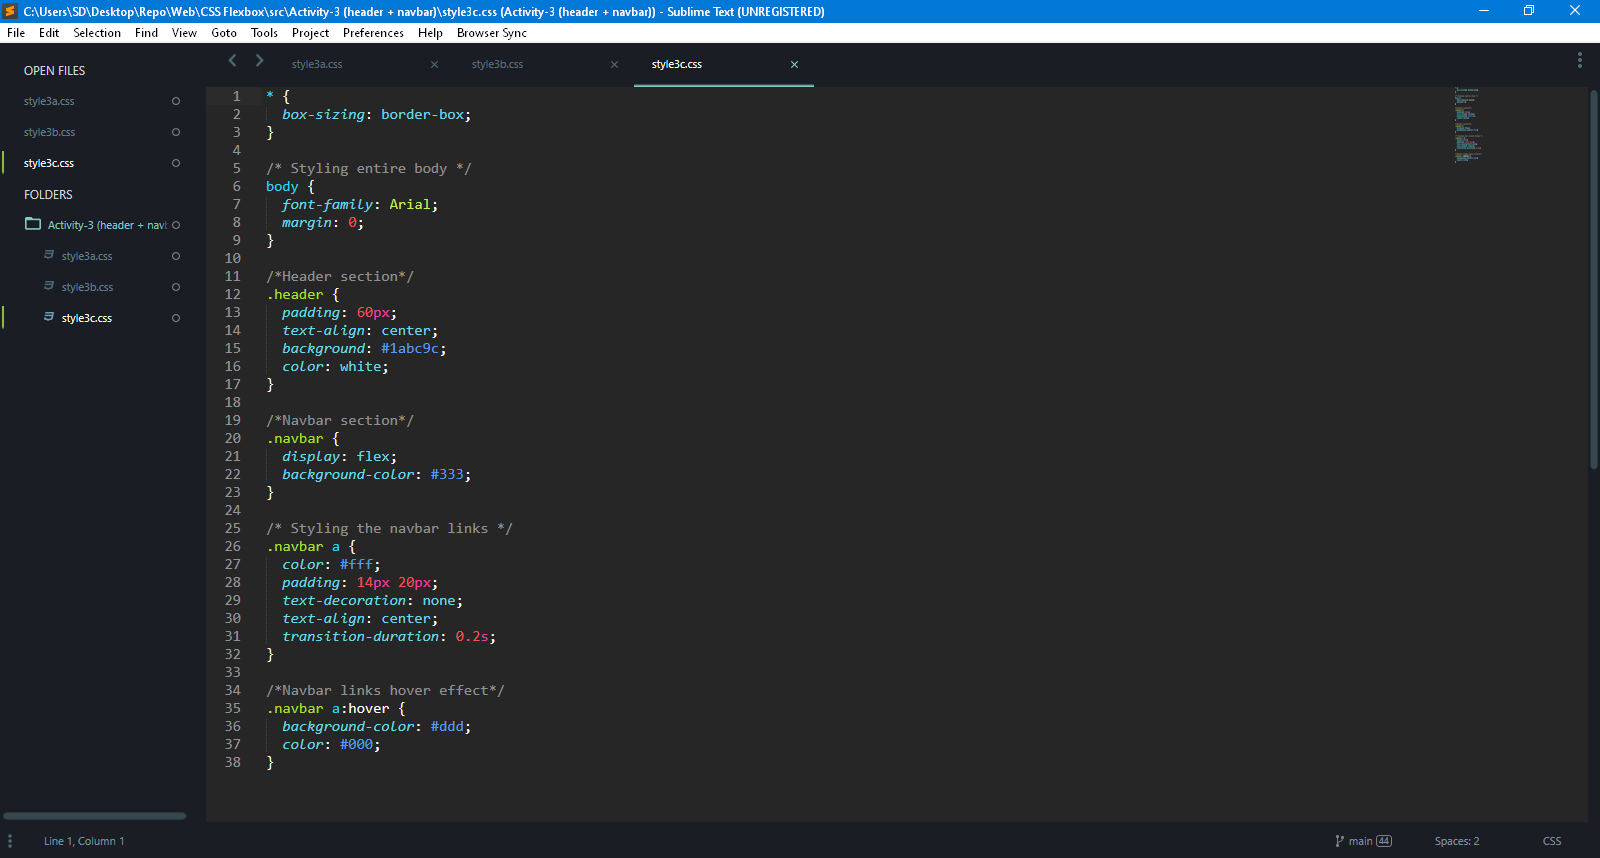 C:\Users\SD\Desktop\Repo\Web\CSS Flexbox\src\Activity-3 (header + navbar)\style3c.css (Activity-3 (header + navbar)) - Sublime Text (UNREGISTERED)
File Edit Selection Find View Goto Tools Project Preferences Help Browser Sync
OPEN FILES
style3a.css
style3b.css
style3c.css
FOLDERS
Activity-3 (header + navb
style3a.css
style3b.css
style3c.css
style3a.css style3b.css style3c.css
1 * {
2 box-sizing: border-box;
3 }
4
5 /* Styling entire body */
6 body {
7 font-family: Arial;
8 margin: 0;
9 }
10
11 /*Header section*/
12 .header {
13 padding: 60px;
14 text-align: center;
15 background: #1abc9c;
16 color: white;
17 }
18
19 /*Navbar section*/
20 .navbar {
21 display: flex;
22 background-color: #333;
23 }
24
25 /* Styling the navbar links */
26 .navbar a {
27 color: #fff;
28 padding: 14px 20px;
29 text-decoration: none;
30 text-align: center;
31 transition-duration: 0.2s;
32 }
33
34 /*Navbar links hover effect*/
35 .navbar a:hover {
36 background-color: #ddd;
37 color: #000;
38 }
Line 1, Column 1 main 44 Spaces: 2 CSS